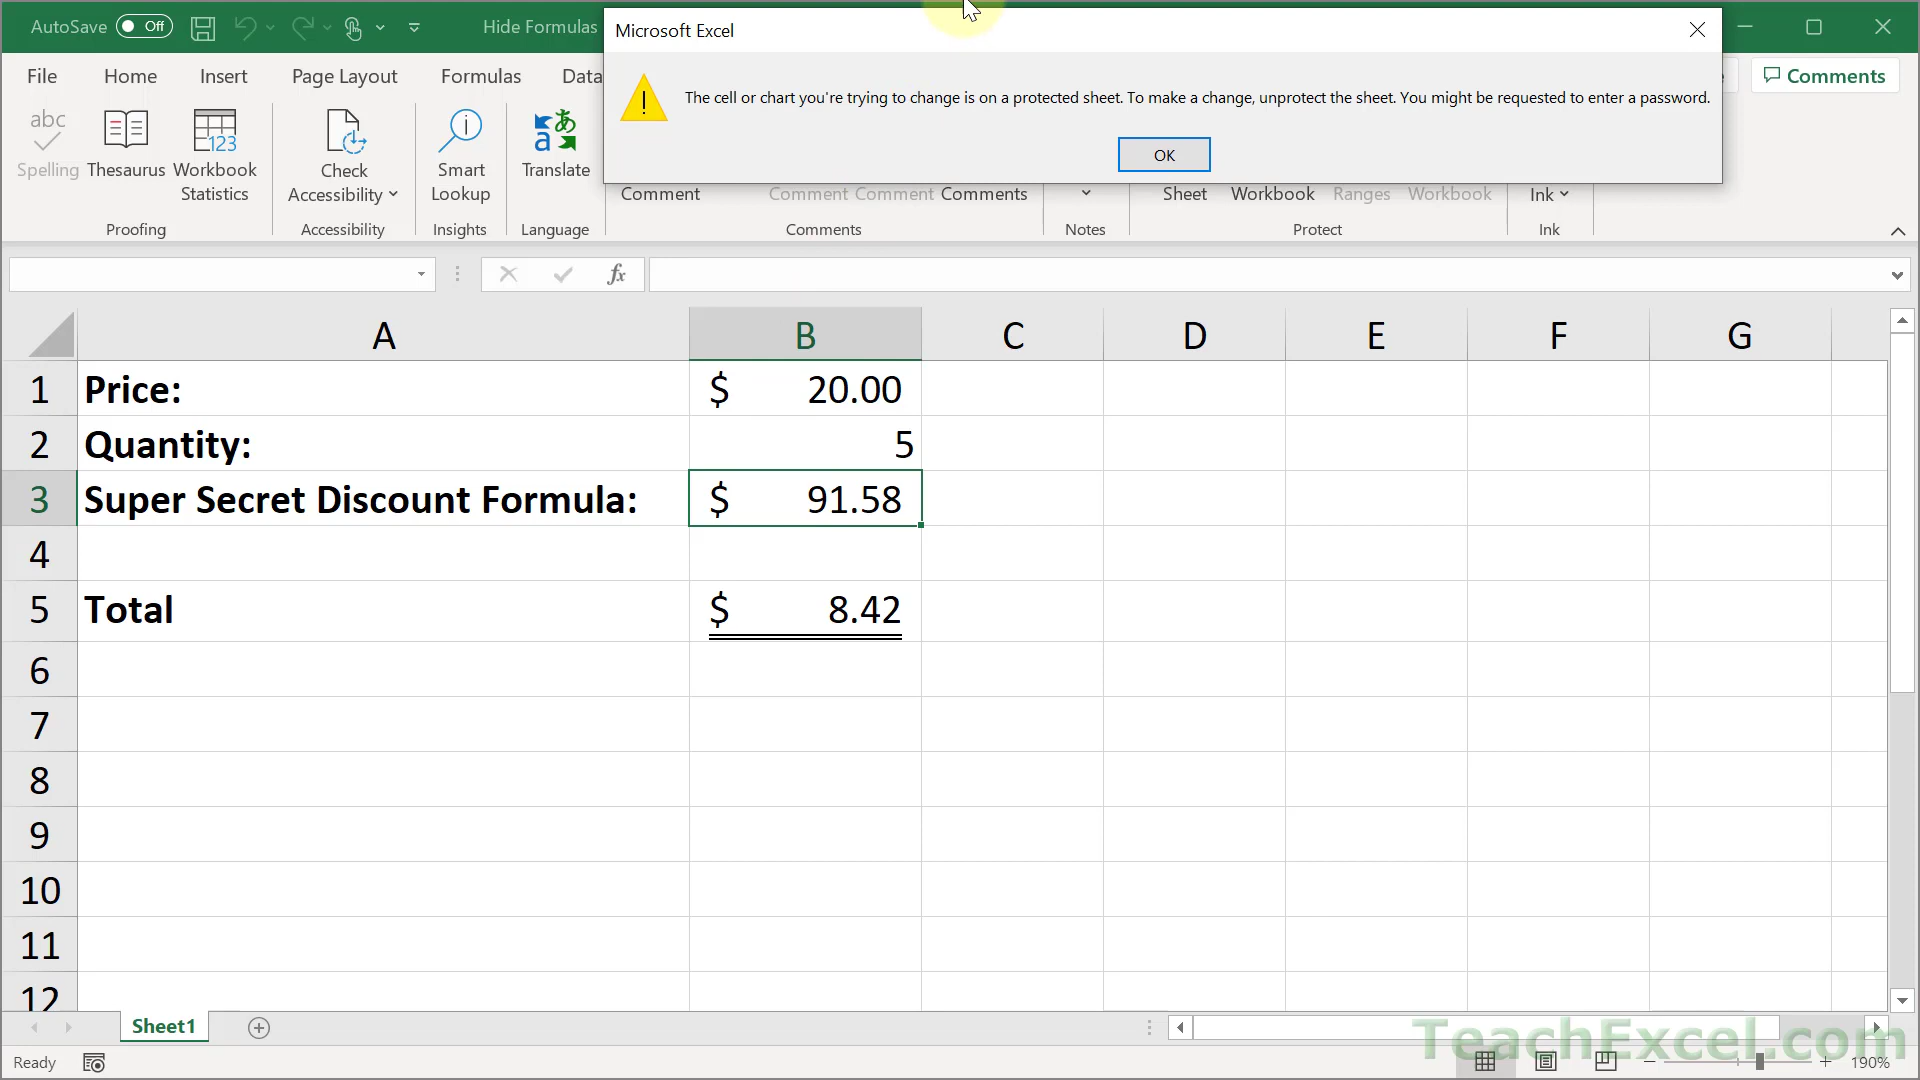 AutoSave Off Hide Formulas
Microsoft Excel
File Home Insert Page Layout Formulas Data Comments
The cell or chart you're trying to change is on a protected sheet. To make a change, unprotect the sheet. You might be requested to enter a password.
OK
abc
Spelling Thesaurus Workbook Statistics Check Accessibility Smart Lookup Translate
123
Comment Comment Comment Comments Sheet Workbook Ranges Workbook Ink
Proofing Accessibility Insights Language Comments Notes Protect Ink
fx
A B C D E F G
1 Price: $ 20.00
2 Quantity: 5
3 Super Secret Discount Formula: $ 91.58
4
5 Total $ 8.42
6
7
8
9
10
11
12
Sheet1
TeachExcel.com
Ready 190%